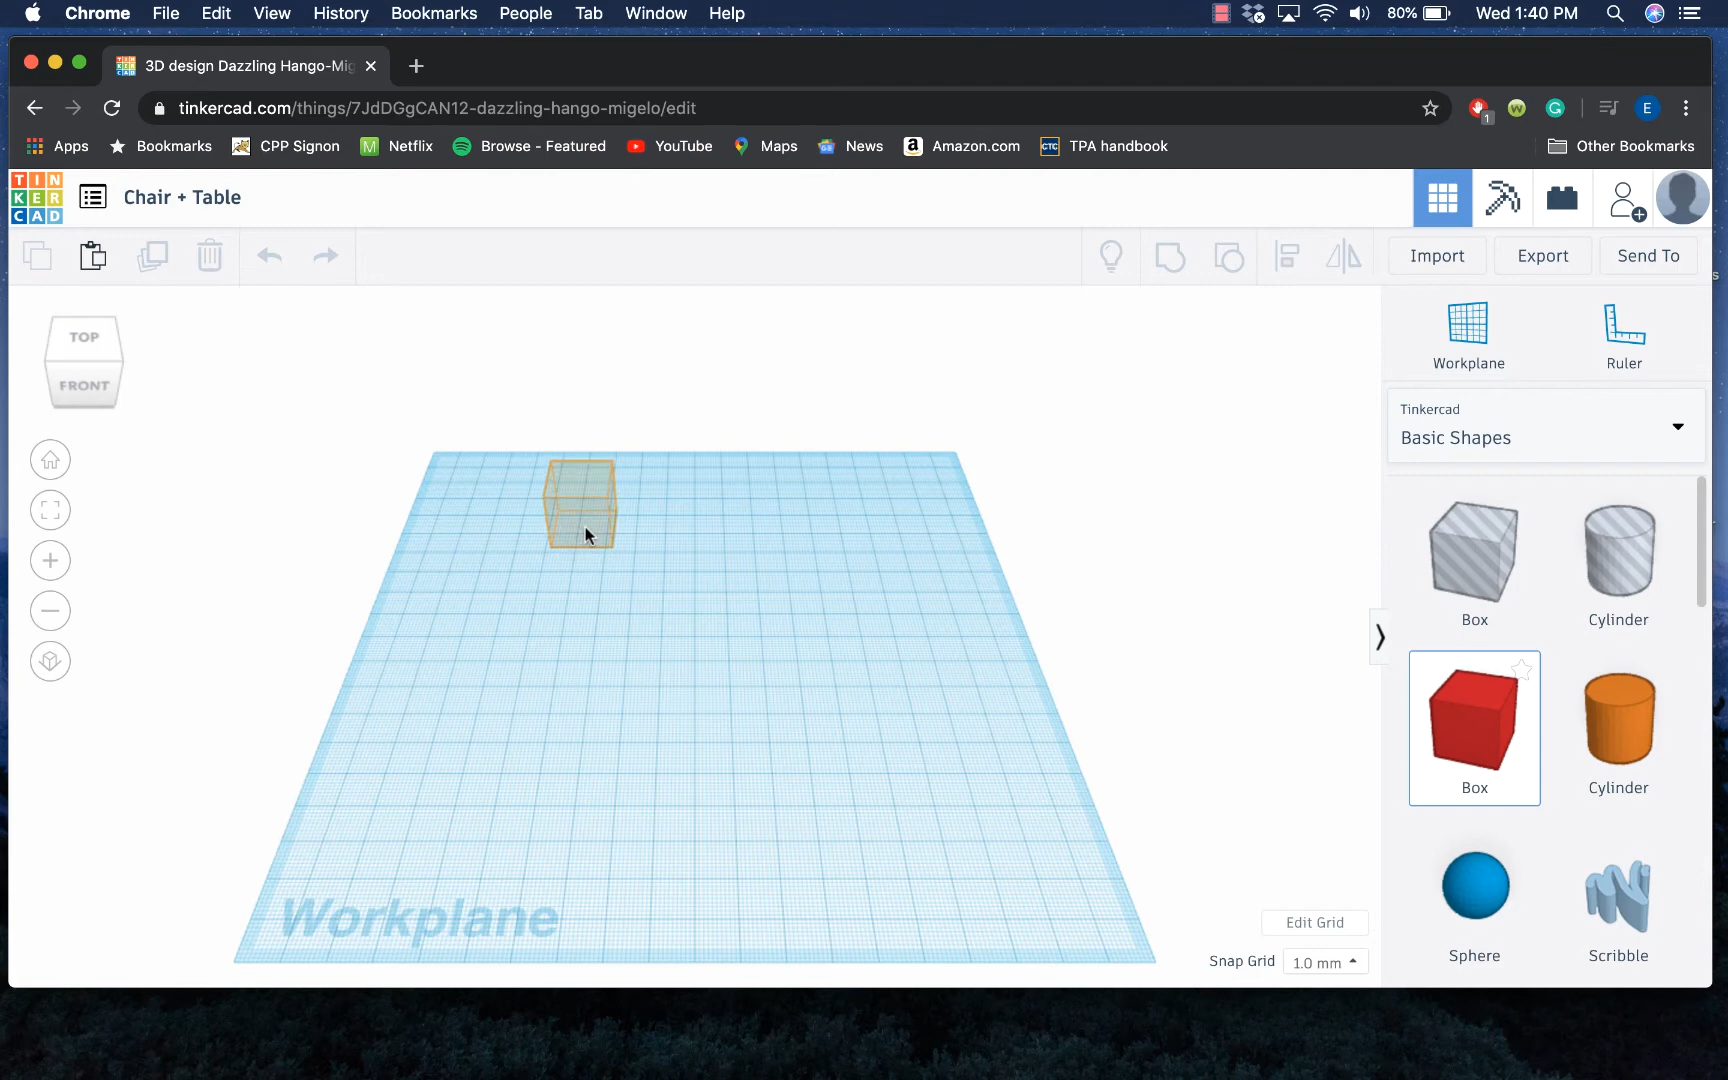 Chrome File Edit View History Bookmarks People Tab Window Help 80% Wed 1:40 PM
3D design Dazzling Hango-Mig
tinkercad.com/things/7JdDGgCAN12-dazzling-hango-migelo/edit 1 W G E
Apps Bookmarks CPP Signon M Netflix Browse - Featured YouTube Maps News a Amazon.com CTC TPA handbook Other Bookmarks
TIN
KER
CAD
Chair + Table
Import Export Send To
TOP
FRONT
Workplane Ruler
Tinkercad
Basic Shapes
Box Cylinder
Box Cylinder
Sphere Scribble
Workplane
Edit Grid
Snap Grid 1.0 mm